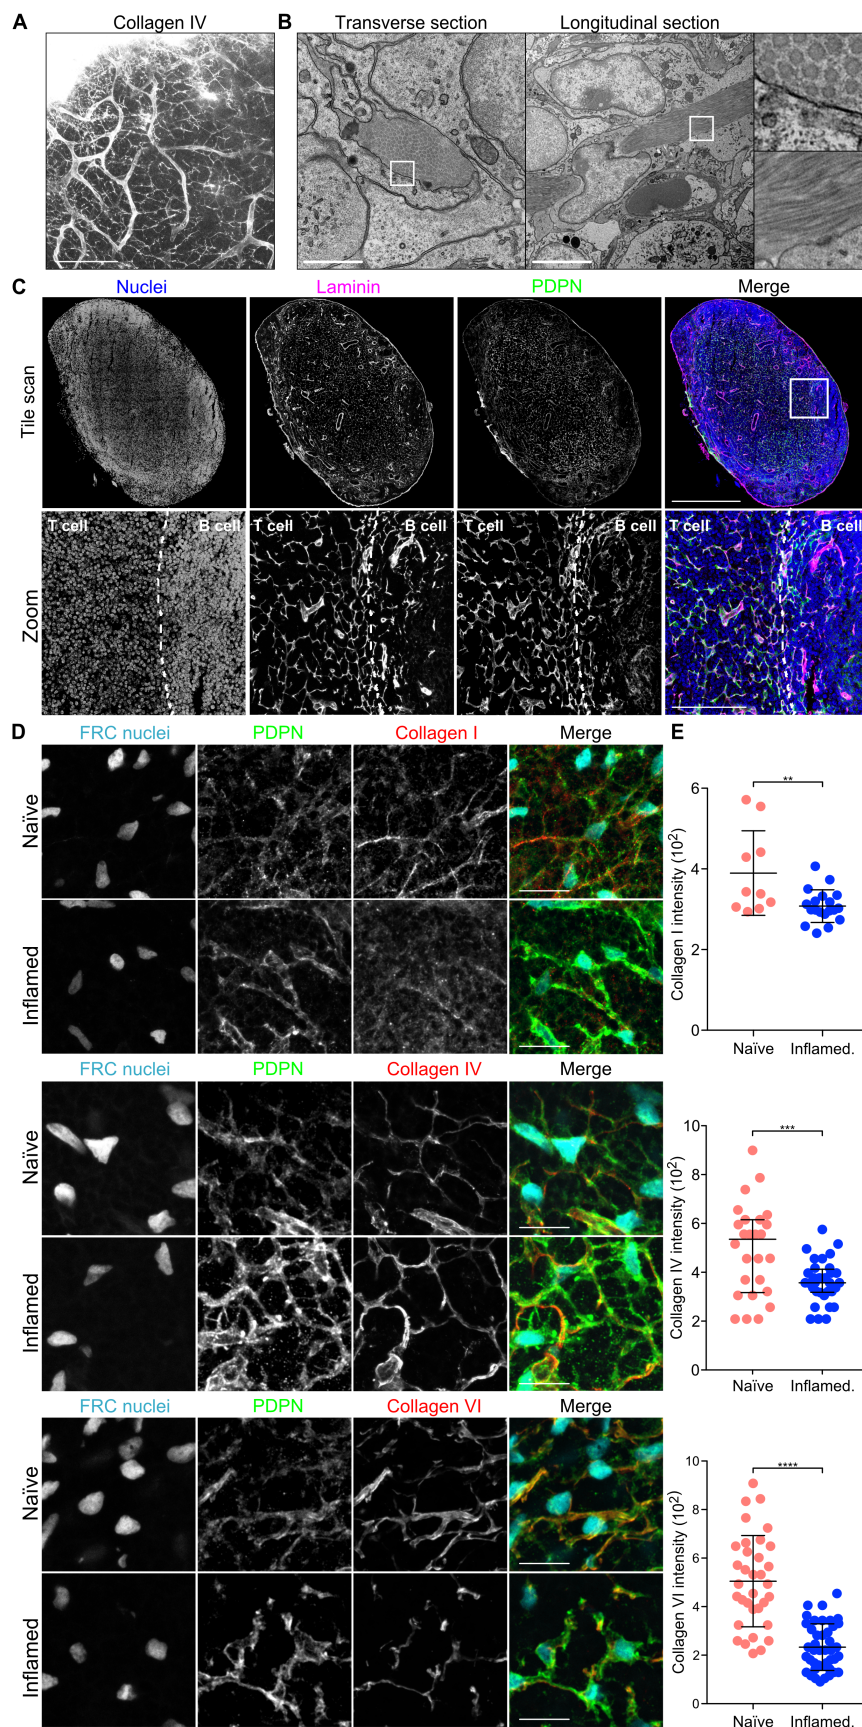 A
Collagen IV
B
Transverse section
Longitudinal section
C
Nuclei
Laminin
PDPN
Merge
Tile scan
Zoom
T cell
B cell
T cell
B cell
T cell
B cell
T cell
B cell
D
FRC nuclei
PDPN
Collagen I
Merge
Naïve
Inflamed
FRC nuclei
PDPN
Collagen IV
Merge
Naïve
Inflamed
FRC nuclei
PDPN
Collagen VI
Merge
Naïve
Inflamed
E
Collagen I intensity (10²)
6
4
2
0
**
Naïve
Inflamed.
Collagen IV intensity (10²)
10
8
6
4
2
0
***
Naïve
Inflamed.
Collagen VI intensity (10²)
10
8
6
4
2
0
****
Naïve
Inflamed.